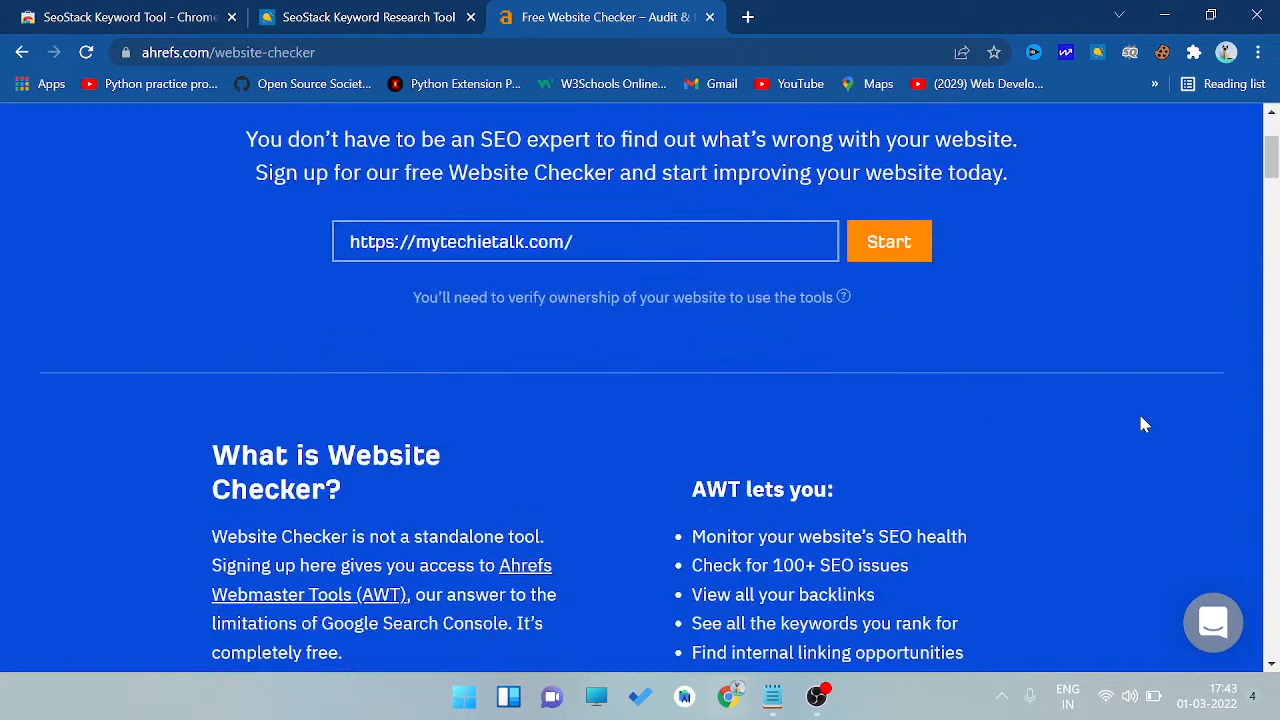 SeoStack Keyword Tool - Chrome
SeoStack Keyword Research Tool
Free Website Checker – Audit &
ahrefs.com/website-checker
Apps
Python practice pro...
Open Source Societ...
Python Extension P...
W3Schools Online...
Gmail
YouTube
Maps
(2029) Web Develo...
»
Reading list
You don't have to be an SEO expert to find out what's wrong with your website.
Sign up for our free Website Checker and start improving your website today.
https://mytechietalk.com/
Start
You'll need to verify ownership of your website to use the tools ?
What is Website
Checker?
Website Checker is not a standalone tool.
Signing up here gives you access to Ahrefs
Webmaster Tools (AWT), our answer to the
limitations of Google Search Console. It's
completely free.
AWT lets you:
• Monitor your website's SEO health
• Check for 100+ SEO issues
• View all your backlinks
• See all the keywords you rank for
• Find internal linking opportunities
ENG
IN
17:43
01-03-2022
4